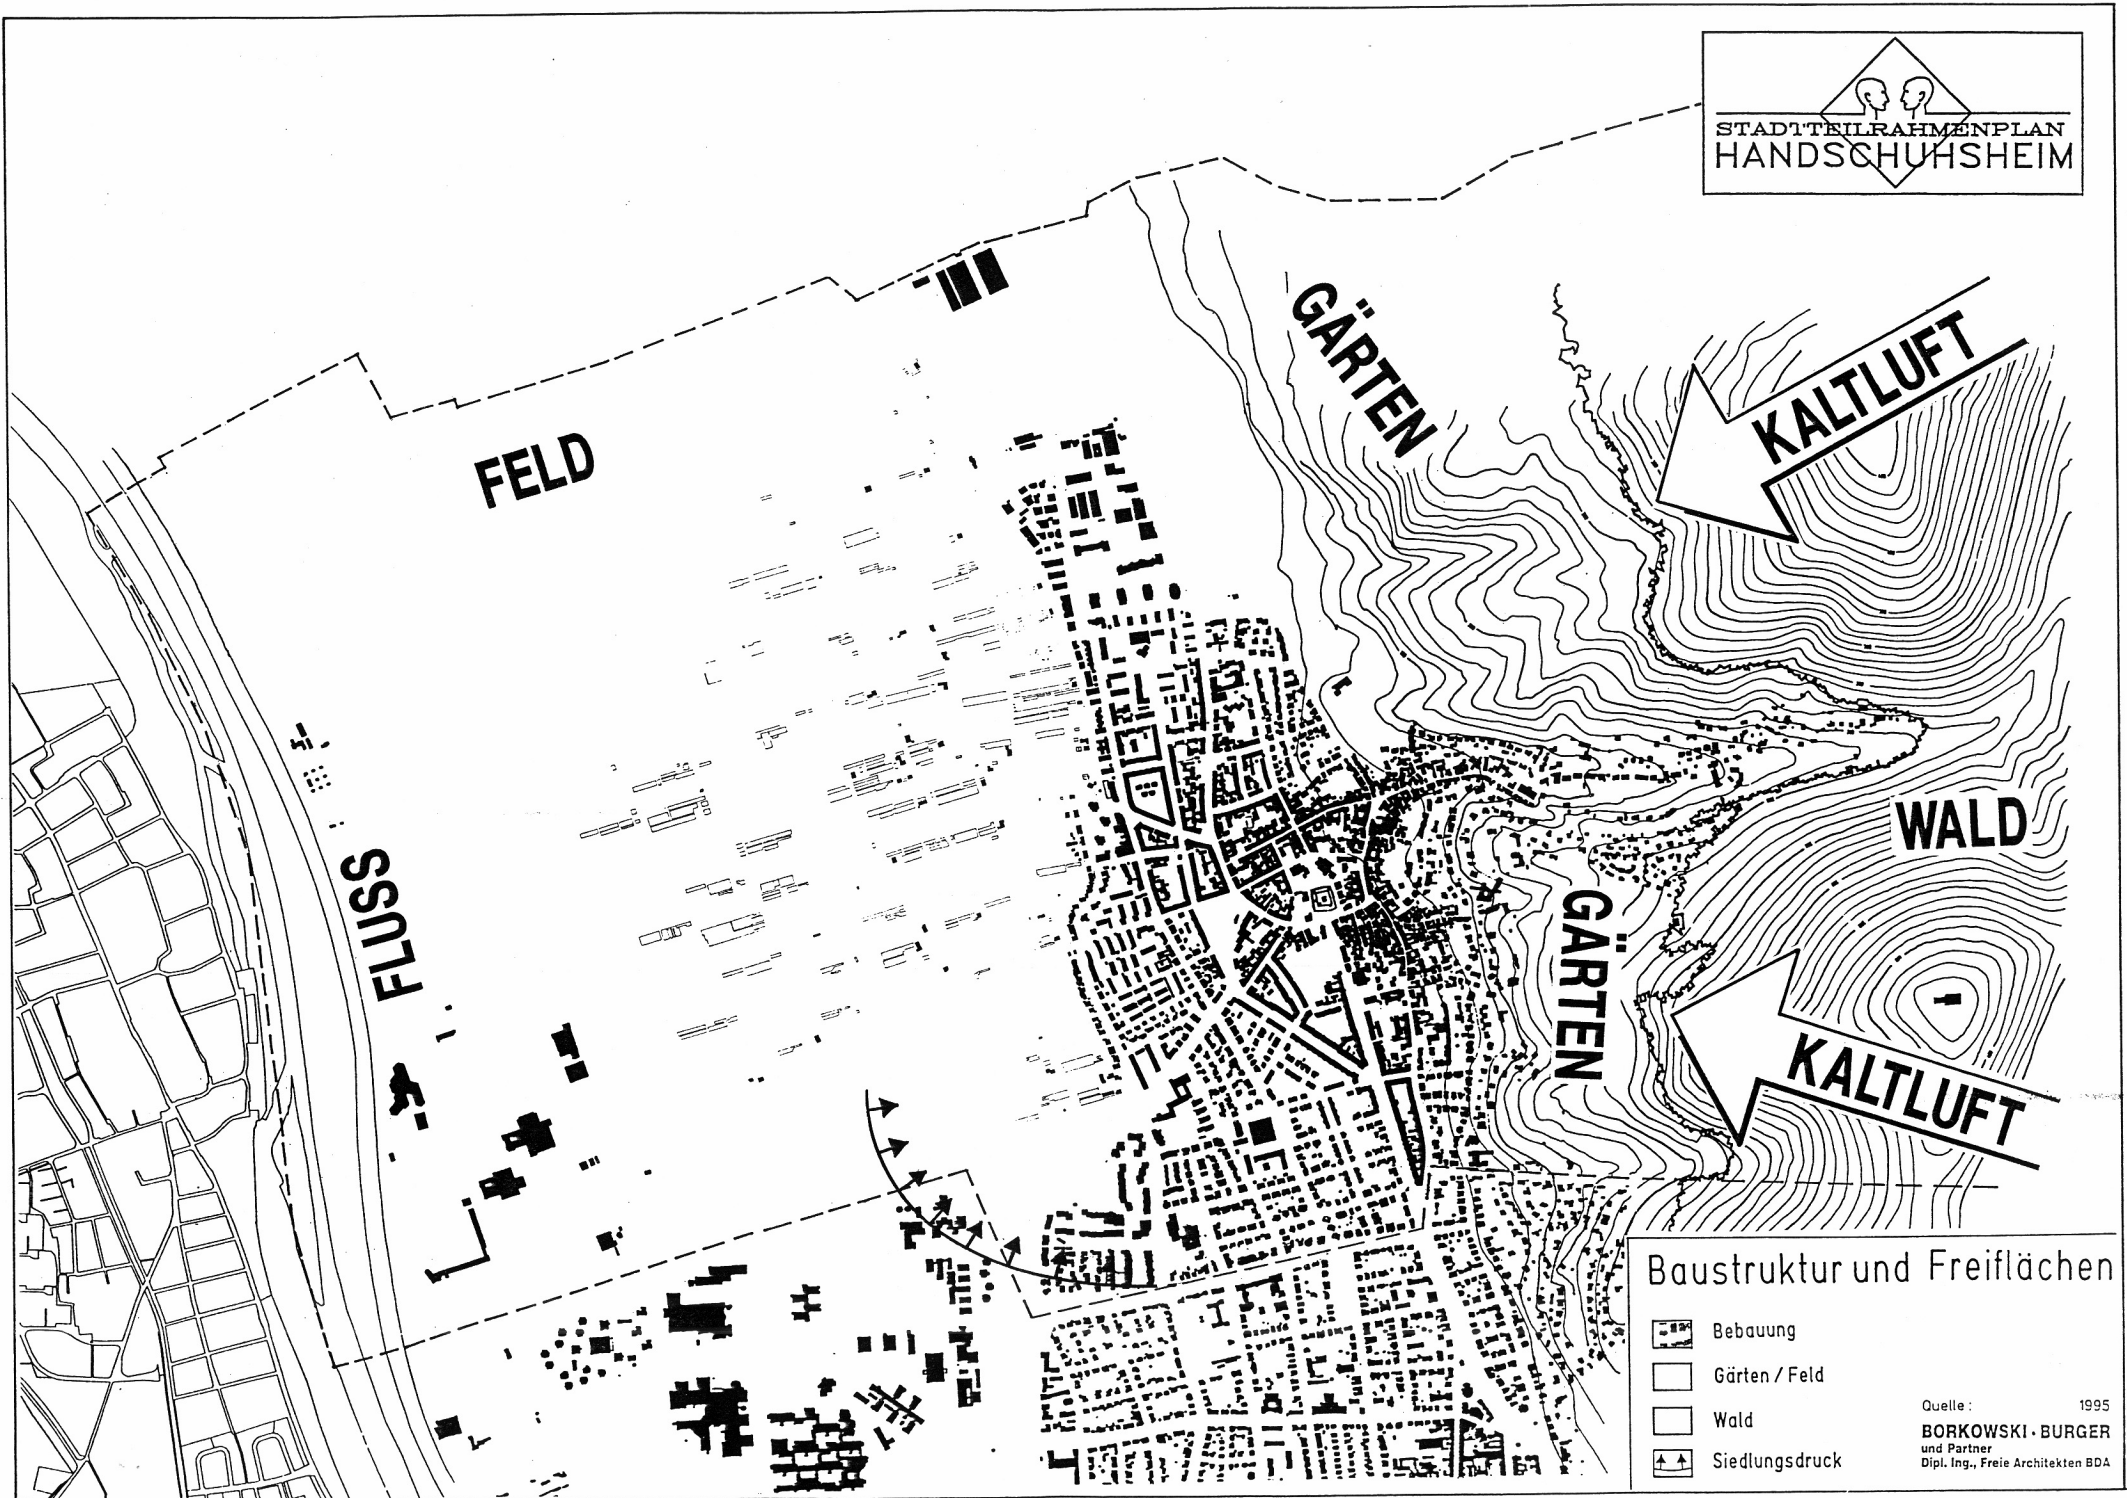 STADTTEILRAHMENPLAN
HANDSCHUHSHEIM
GÄRTEN
KALTLUFT
FELD
WALD
FLUSS
GÄRTEN
KALTLUFT
Baustruktur und Freiflächen
Bebauung
Gärten / Feld
Wald
Siedlungsdruck
Quelle : 1995
BORKOWSKI · BURGER
und Partner
Dipl. Ing., Freie Architekten BDA